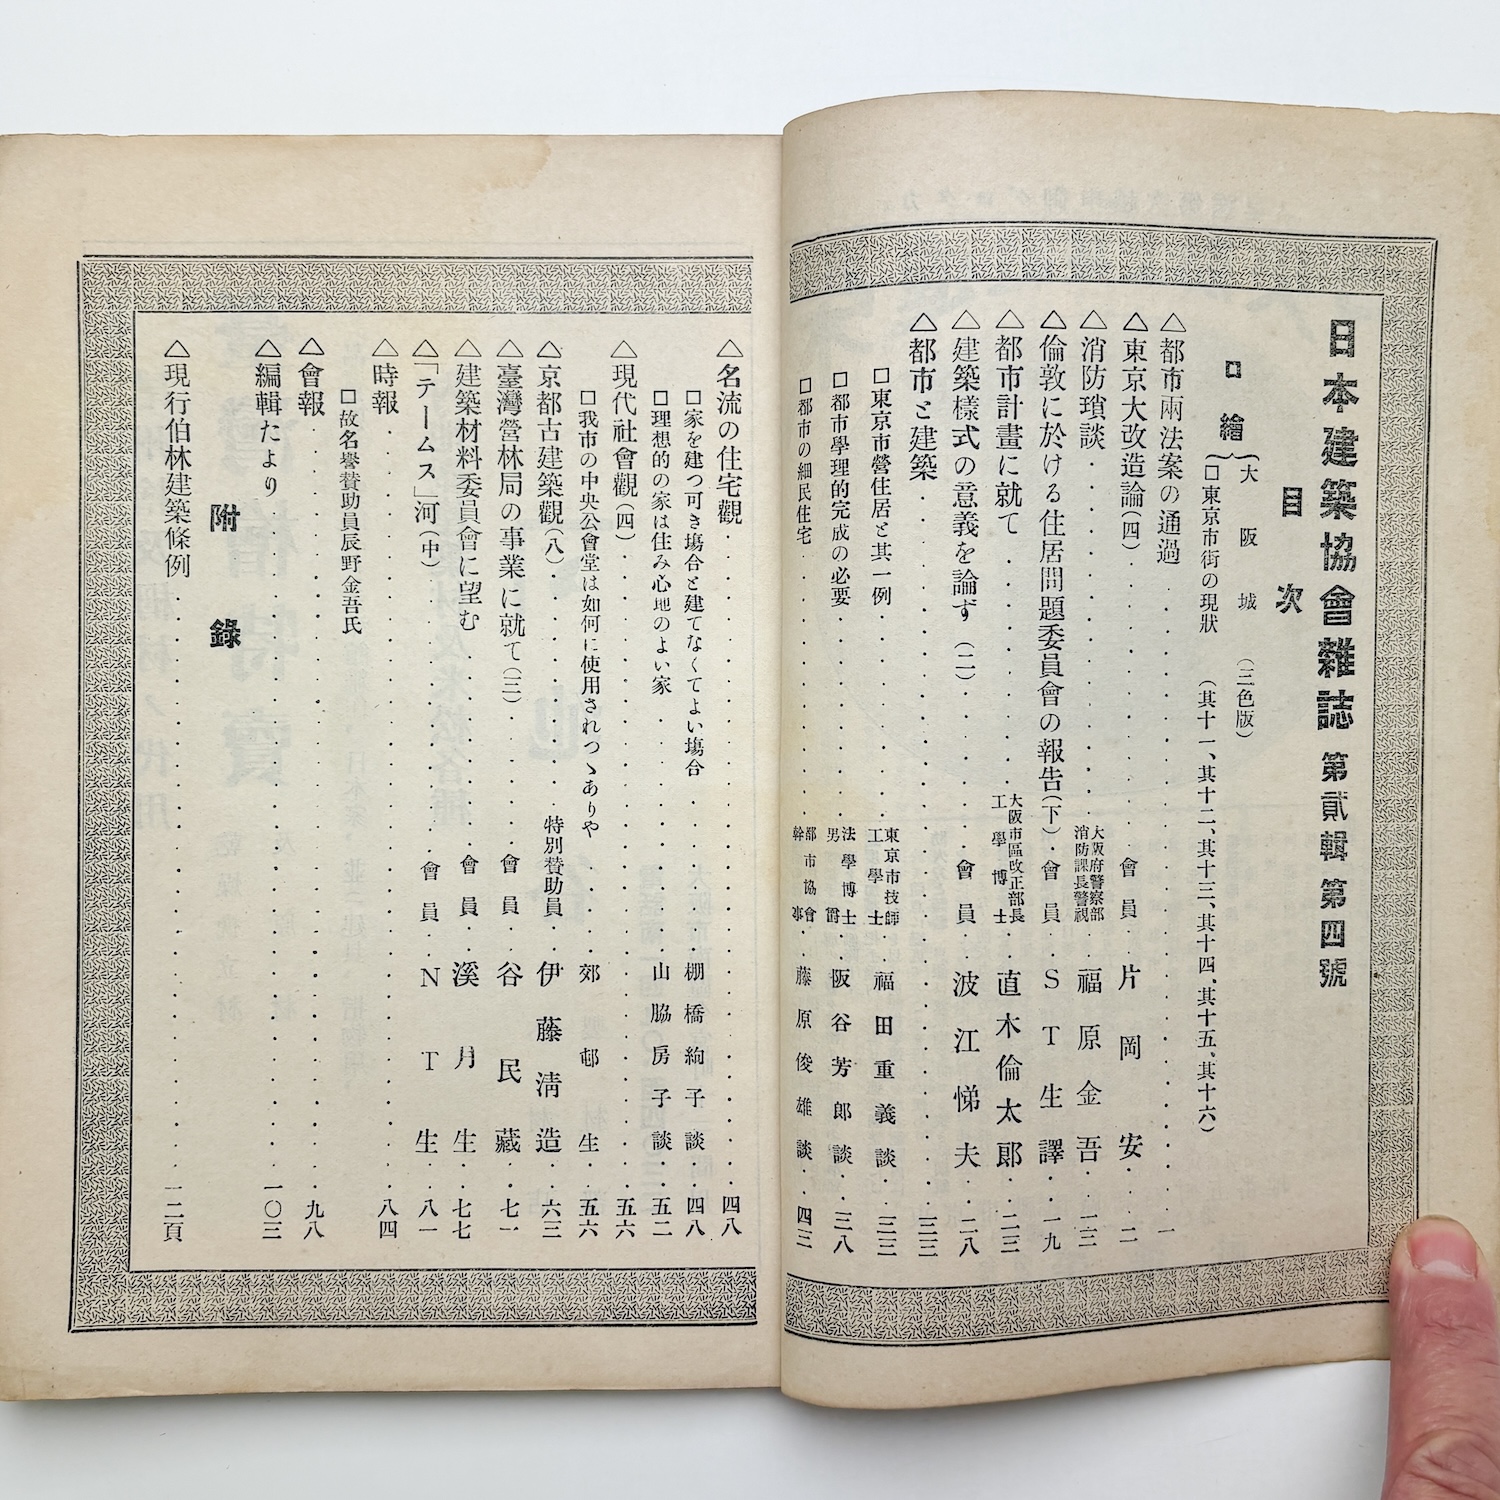 日本建築協會雜誌 第貳輯 第四號
目次
口繪
大阪城 (三色版)
□東京市街の現狀 (其十一、其十二、其十三、其十四、其十五、其十六)
△都市兩法案の通過・・・一
△東京大改造論(四)・・・會員・片岡安・・二
△消防瑣談・・・大阪府警察部消防課長警視・福原金吾・・一三
△倫敦に於ける住居問題委員會の報告(下)・會員・ST生譯・・一九
△都市計畫に就て・・・大阪市區改正部長工學博士・直木倫太郎・・二三
△建築樣式の意義を論ず(二)・・・會員・波江悌夫・・二八
△都市と建築・・・三三
□東京市營住居と其一例・・・東京市技師工學士・福田重義談・・三三
□都市學理的完成の必要・・・法學博士男爵・阪谷芳郎談・・三八
□都市の細民住宅・・・都市協會幹事・藤原俊雄談・・四三
△名流の住宅觀・・・四八
□家を建つ可き塲合と建てなくてよい塲合・・・棚橋絢子談・・四八
□理想的の家は住み心地のよい家・・・山脇房子談・・五二
△現代社會觀(四)・・・五六
□我市の中央公會堂は如何に使用されつゝありや・・・郊邨生・・五六
△京都古建築觀(八)・・・特別賛助員・伊藤淸造・・六三
△臺灣營林局の事業に就て(三)・・・會員・谷民藏・・七一
△建築材料委員會に望む・・・會員・溪月生・・七七
△「テームス」河(中)・・・會員・NT生・・八一
△時報・・・八四
□故名譽賛助員辰野金吾氏
△會報・・・九八
△編輯たより・・・一〇三
附錄
△現行伯林建築條例・・・一二頁